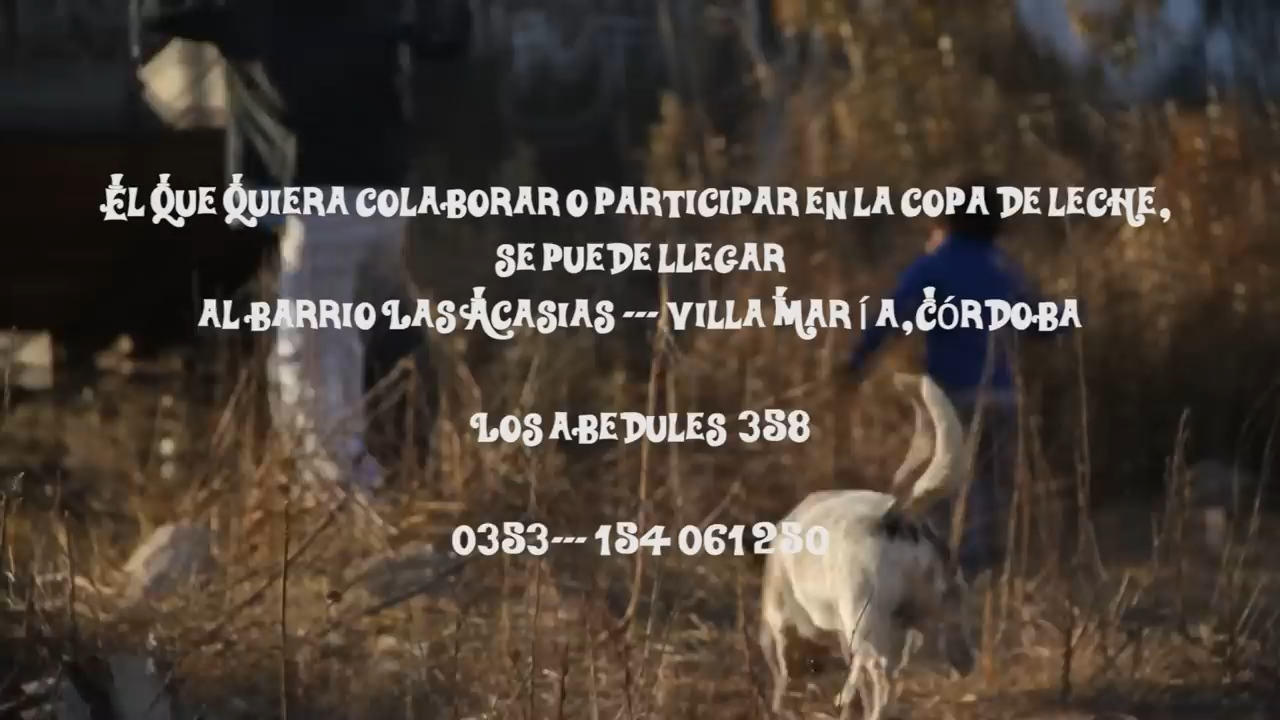 El Que Quiera colaborar o participar en la copa de leche,
se puede llegar
al barrio Las Acasias --- villa María,Córdoba
Los abedules 358
0353--- 154 061 250